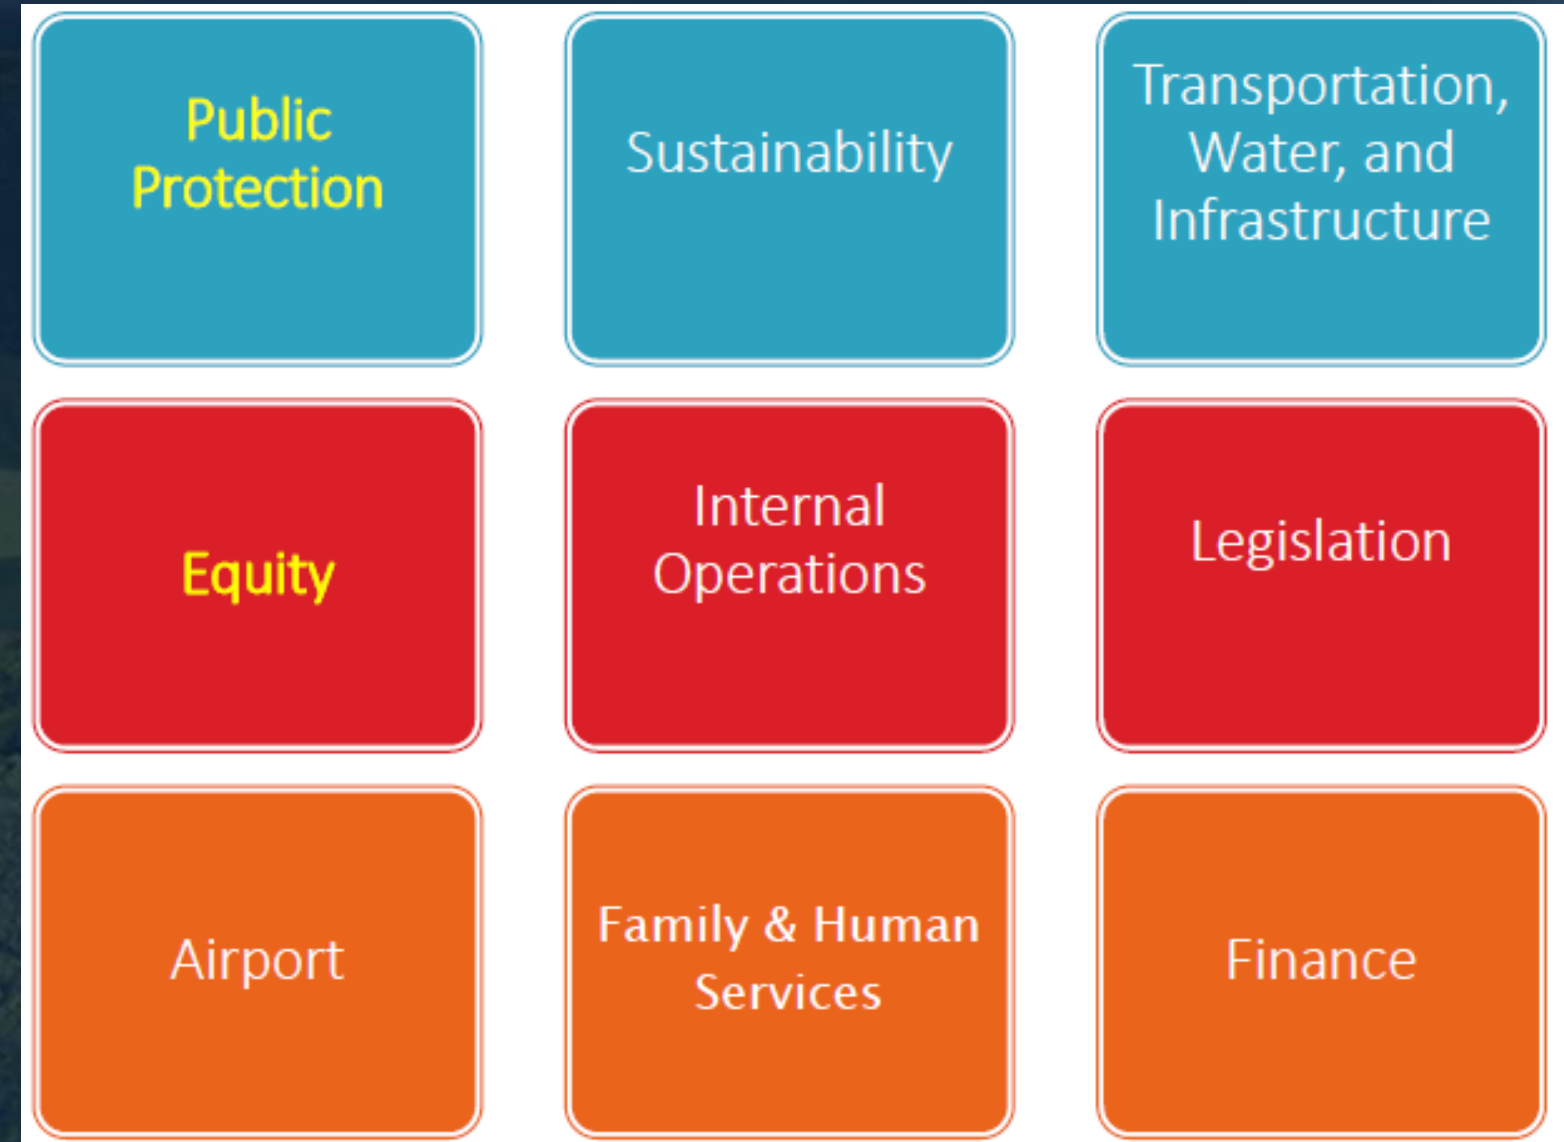 Public
Protection
Sustainability
Transportation,
Water, and
Infrastructure
Equity
Internal
Operations
Legislation
Airport
Family & Human
Services
Finance